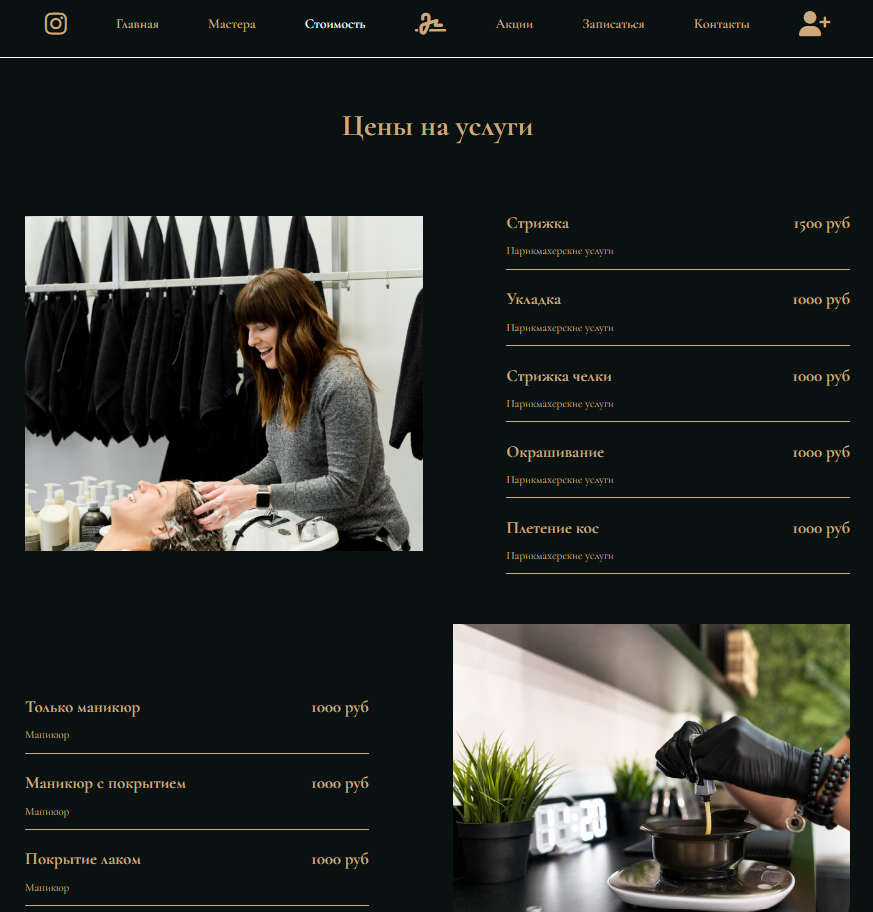 Главная Мастера Стоимость Акции Записаться Контакты
Цены на услуги
Стрижка 1500 руб
Парикмахерские услуги
Укладка 1000 руб
Парикмахерские услуги
Стрижка челки 1000 руб
Парикмахерские услуги
Окрашивание 1000 руб
Парикмахерские услуги
Плетение кос 1000 руб
Парикмахерские услуги
Только маникюр 1000 руб
Маникюр
Маникюр с покрытием 1000 руб
Маникюр
Покрытие лаком 1000 руб
Маникюр